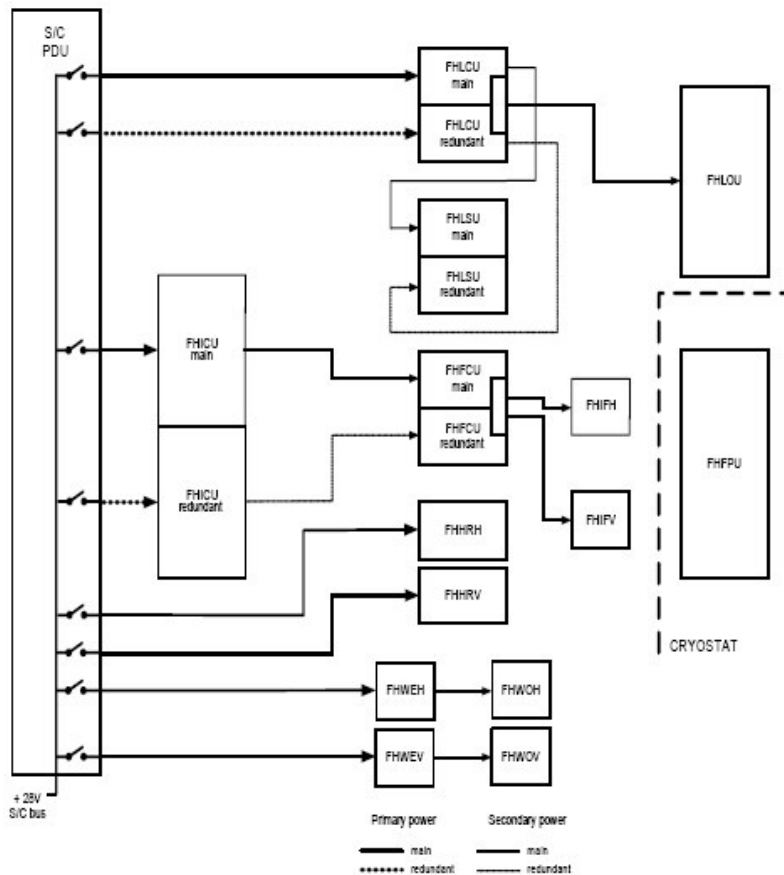 S/C
PDU
FHLCU
main
FHLCU
redundant
FHLOU
FHLSU
main
FHLSU
redundant
FHICU
main
FHICU
redundant
FHFCU
main
FHFCU
redundant
FHIFH
FHIFV
FHFPU
FHHRH
FHHRV
CRYOSTAT
FHWEH
FHWOH
FHWEV
FHWOV
+ 28V
S/C bus
Primary power
Secondary power
main
main
redundant
redundant